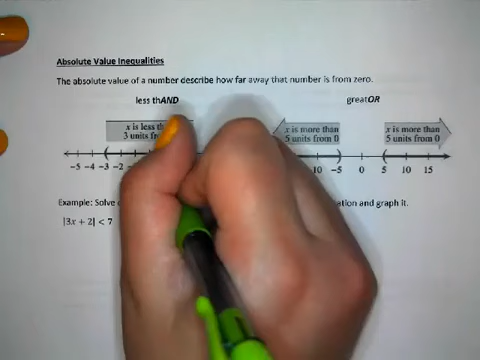 Absolute Value Inequalities
The absolute value of a number describe how far away that number is from zero.
less thAND greatOR
x is less th x is more than x is more than
3 units fr 5 units from 0 5 units from 0
-5 -4 -3 -2 10 -5 0 5 10 15
Example: Solve ation and graph it.
|3x + 2| < 7